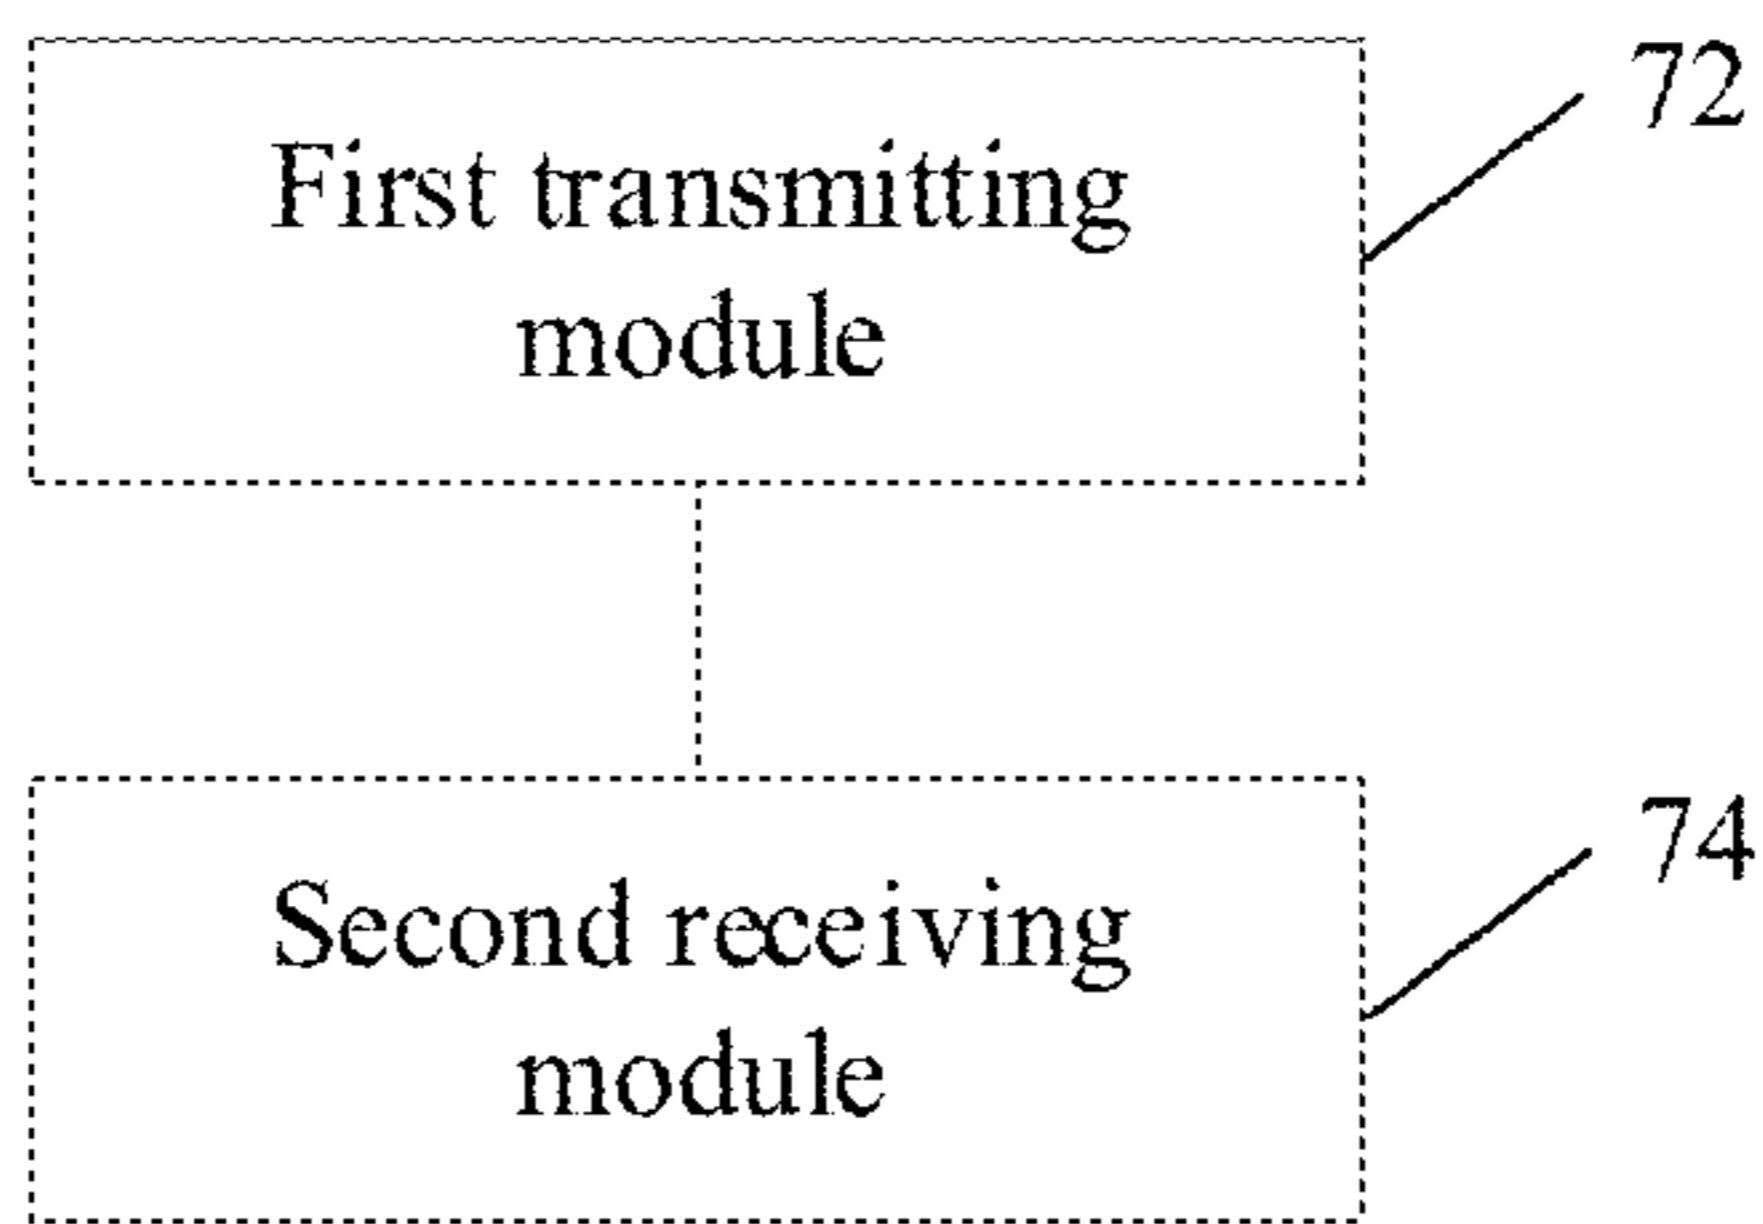 72
First transmitting
module
74
Second receiving
module